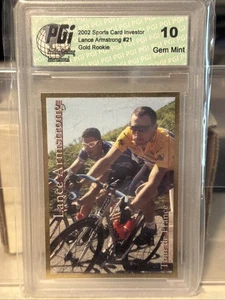 PGi
2002 Sports Card Investor
Lance Armstrong #21
Gold Rookie
10
Gem Mint
Lance Armstrong